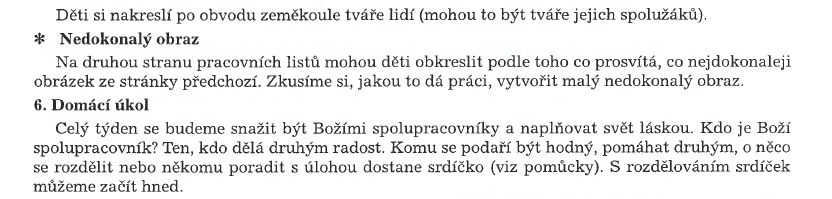 Děti si nakreslí po obvodu zeměkoule tváře lidí (mohou to být tváře jejich spolužáků).
* Nedokonalý obraz
Na druhou stranu pracovních listů mohou děti obkreslit podle toho co prosvítá, co nejdokonaleji
obrázek ze stránky předchozí. Zkusíme si, jakou to dá práci, vytvořit malý nedokonalý obraz.
6. Domácí úkol
Celý týden se budeme snažit být Božími spolupracovníky a naplňovat svět láskou. Kdo je Boží
spolupracovník? Ten, kdo dělá druhým radost. Komu se podaří být hodný, pomáhat druhým, o něco
se rozdělit nebo někomu poradit s úlohou dostane srdíčko (viz pomůcky). S rozdělováním srdíček
můžeme začít hned.